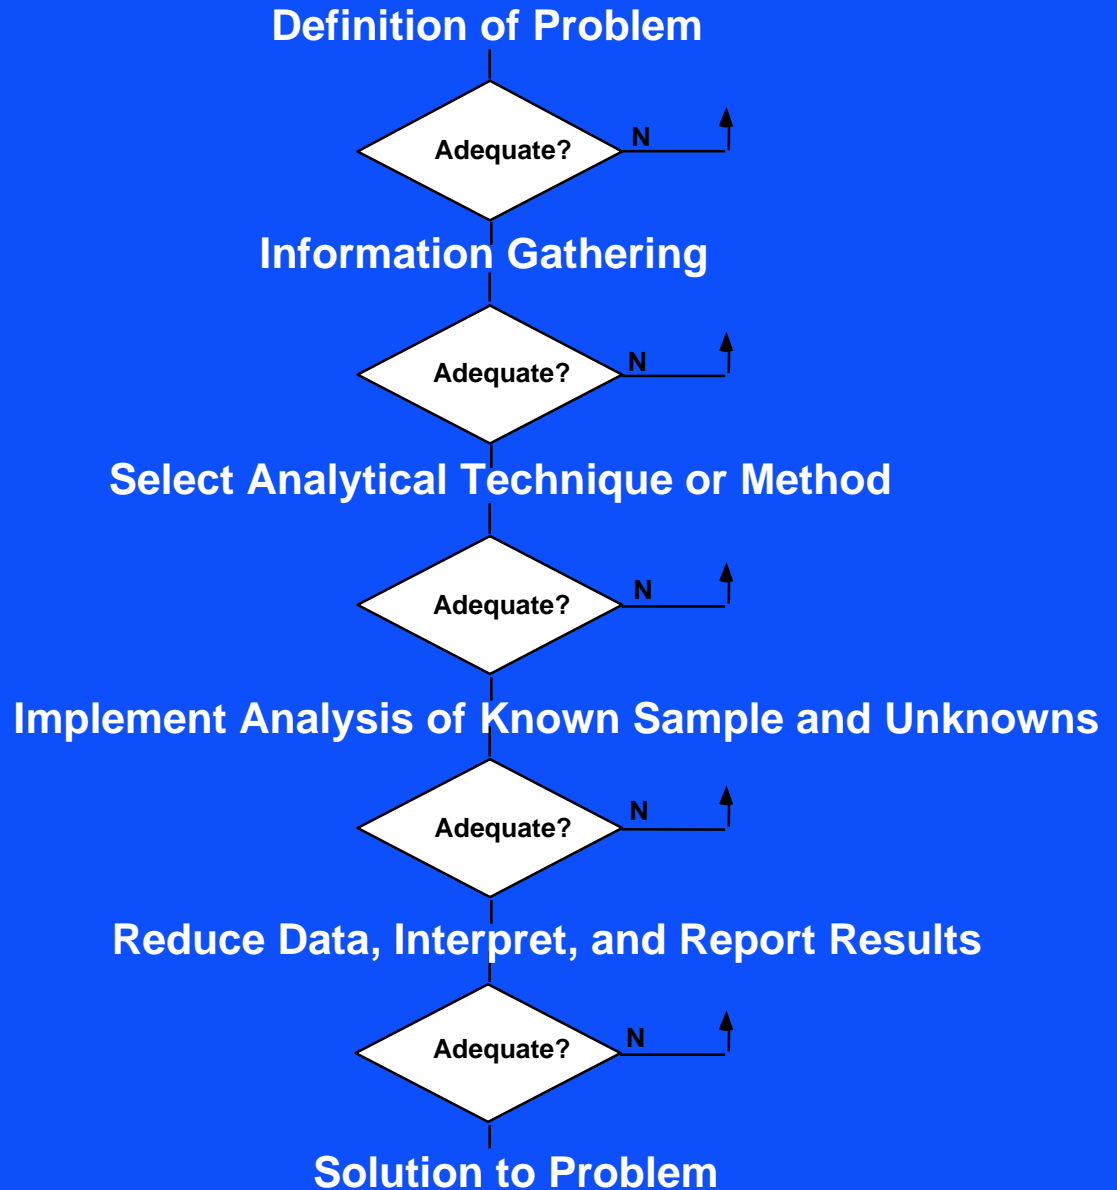 Definition of Problem
Adequate?
N
Information Gathering
Adequate?
N
Select Analytical Technique or Method
Adequate?
N
Implement Analysis of Known Sample and Unknowns
Adequate?
N
Reduce Data, Interpret, and Report Results
Adequate?
N
Solution to Problem